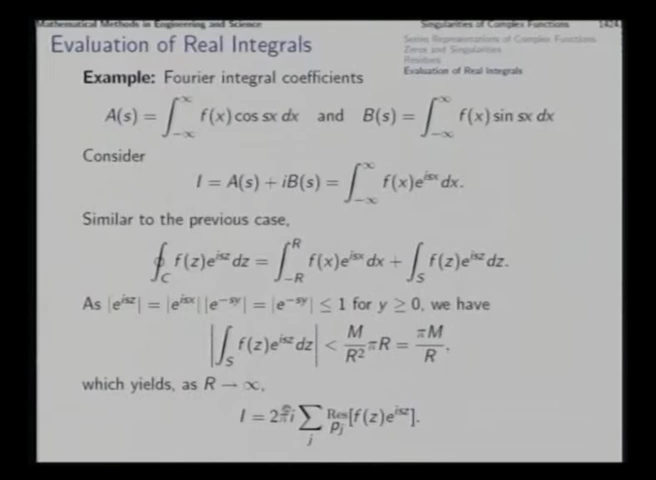 Mathematical Methods in Engineering and Science Singularities of Complex Functions 1424,
Evaluation of Real Integrals
Series Representations of Complex Functions
Zeros and Singularities
Residues
Evaluation of Real Integrals
Example: Fourier integral coefficients
A(s) = ∫_{-∞}^{∞} f(x) cos sx dx and B(s) = ∫_{-∞}^{∞} f(x) sin sx dx
Consider
I = A(s) + iB(s) = ∫_{-∞}^{∞} f(x)e^{isx} dx.
Similar to the previous case,
∮_C f(z)e^{isz} dz = ∫_{-R}^{R} f(x)e^{isx} dx + ∫_S f(z)e^{isz} dz.
As |e^{isz}| = |e^{isx}| |e^{-sy}| = |e^{-sy}| ≤ 1 for y ≥ 0, we have
|∫_S f(z)e^{isz} dz| < M/R² πR = πM/R,
which yields, as R → ∞,
I = 2πi ∑_j Res_{p_j} [f(z)e^{isz}].